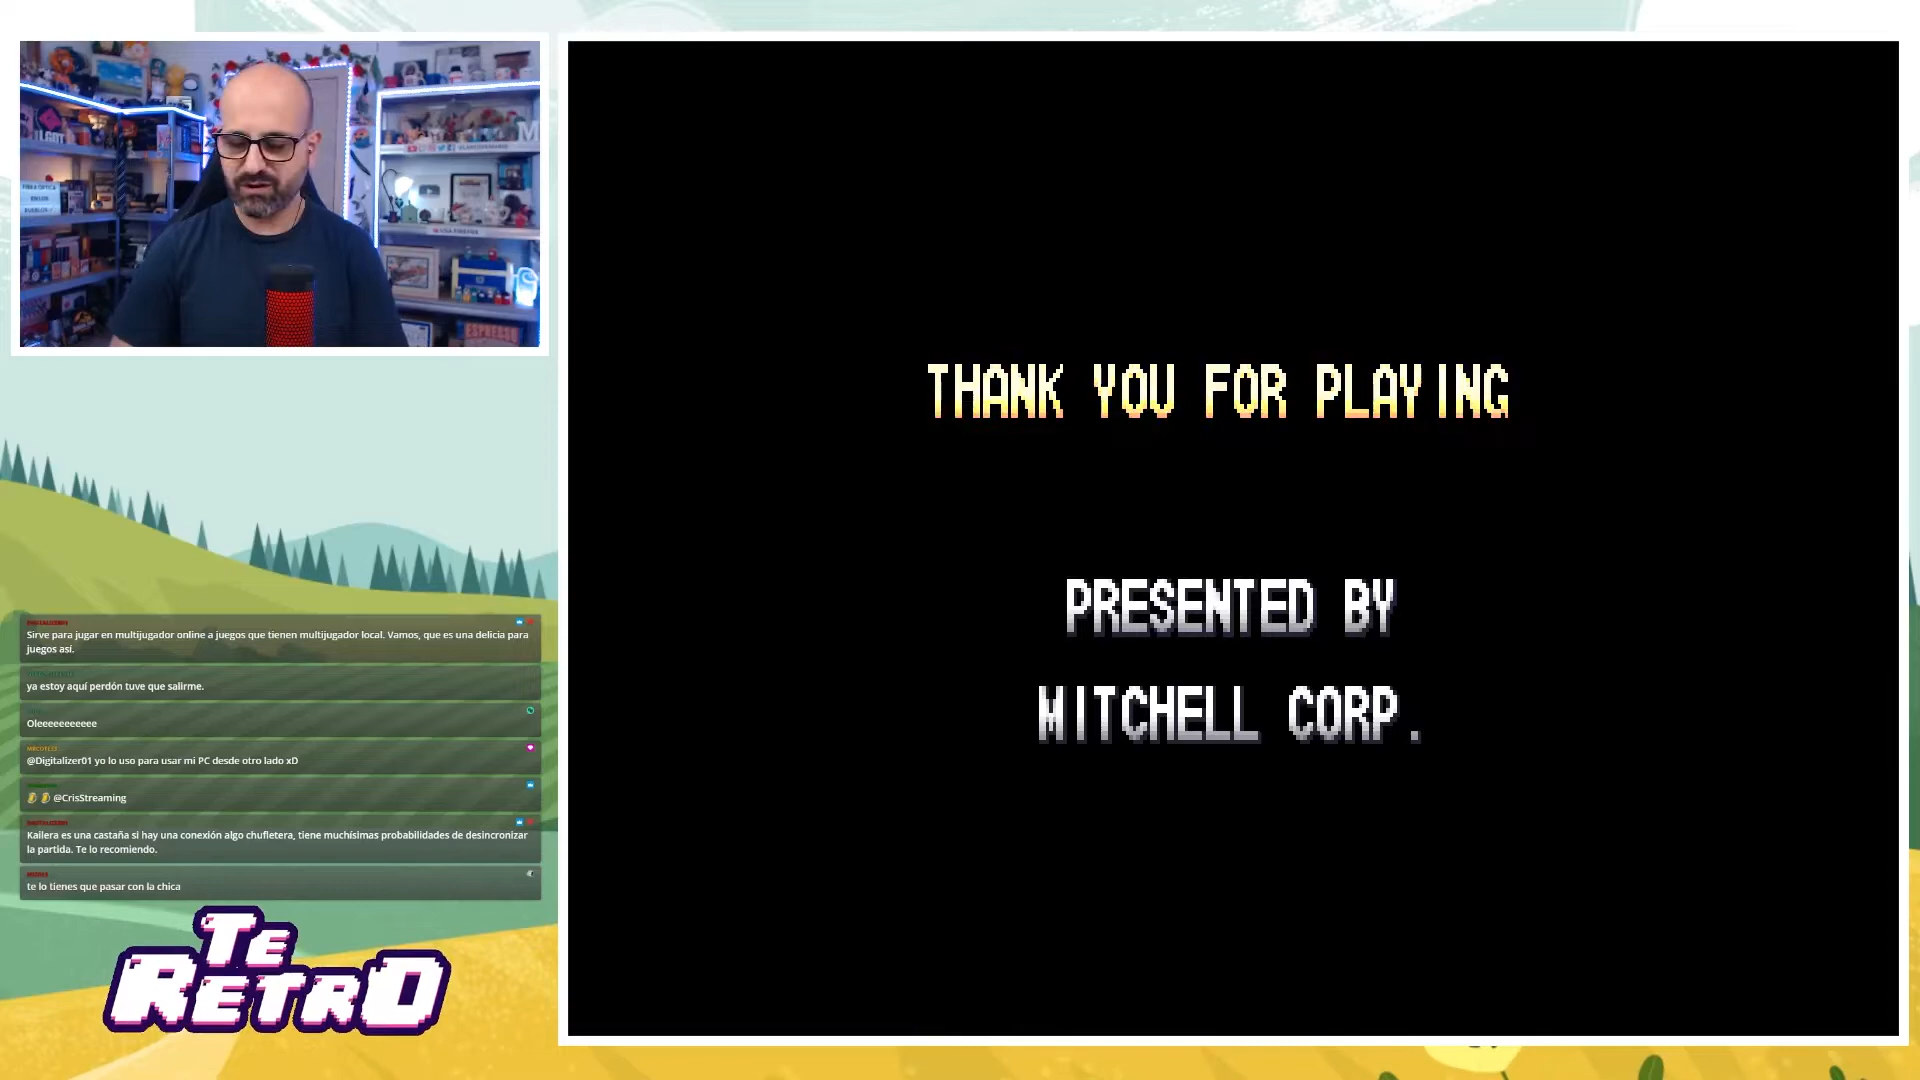 THANK YOU FOR PLAYING
PRESENTED BY
MITCHELL CORP.
FIBRA OPTICA
ESPRESSO
Sirve para jugar en multijugador online a juegos que tienen multijugador local. Vamos, que es una delicia para
juegos así.
ya estoy aquí perdón tuve que salirme.
Oleeeeeeeeeee
@Digitalizer01 yo lo uso para usar mi PC desde otro lado xD
@CrisStreaming
Kailera es una castaña si hay una conexión algo chufletera, tiene muchísimas probabilidades de desincronizar
la partida. Te lo recomiendo.
te lo tienes que pasar con la chica
TE
RETRO